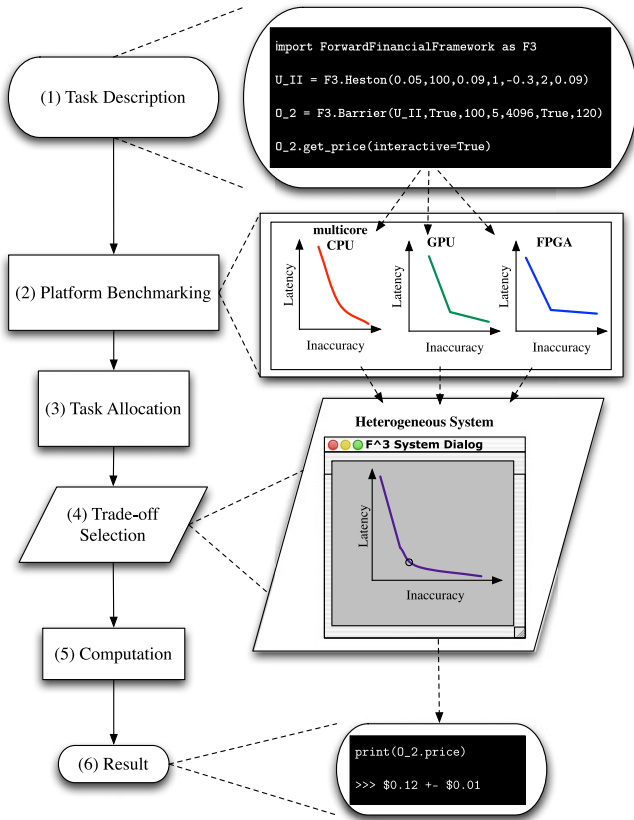 (1) Task Description
import ForwardFinancialFramework as F3
U_II = F3.Heston(0.05,100,0.09,1,-0.3,2,0.09)
O_2 = F3.Barrier(U_II,True,100,5,4096,True,120)
O_2.get_price(interactive=True)
(2) Platform Benchmarking
multicore
CPU
Latency
Inaccuracy
GPU
Latency
Inaccuracy
FPGA
Latency
Inaccuracy
(3) Task Allocation
(4) Trade-off
Selection
Heterogeneous System
F^3 System Dialog
Latency
Inaccuracy
(5) Computation
(6) Result
print(O_2.price)
>>> $0.12 +- $0.01